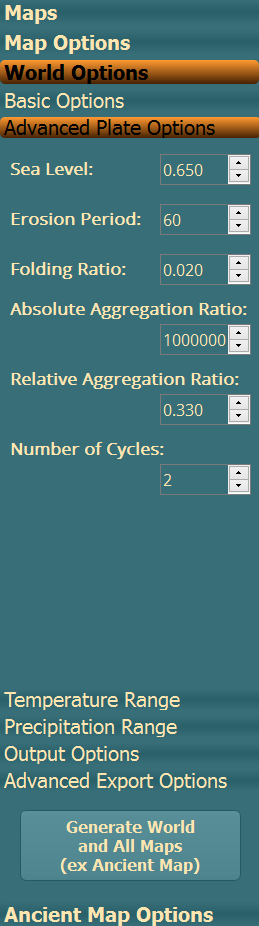 Maps
Map Options
World Options
Basic Options
Advanced Plate Options
Sea Level: 0.650
Erosion Period: 60
Folding Ratio: 0.020
Absolute Aggregation Ratio:
1000000
Relative Aggregation Ratio:
0.330
Number of Cycles:
2
Temperature Range
Precipitation Range
Output Options
Advanced Export Options
Generate World
and All Maps
(ex Ancient Map)
Ancient Map Options